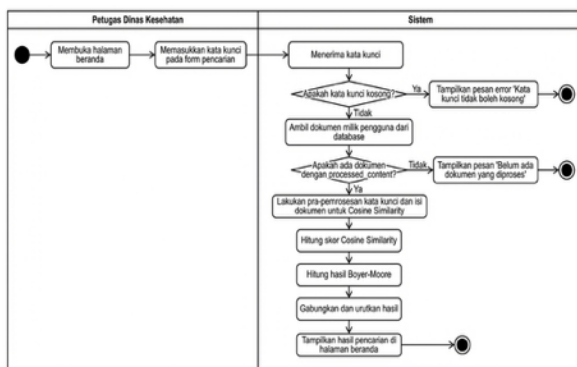 Petugas Dinas Kesehatan
Sistem
Membuka halaman
beranda
Memasukkan kata kunci
pada form pencarian
Menerima kata kunci
Apakah kata kunci kosong?
Ya
Tampilkan pesan error 'Kata
kunci tidak boleh kosong'
Tidak
Ambil dokumen milik pengguna dari
database
Apakah ada dokumen
dengan processed_content?
Tidak
Tampilkan pesan 'Belum ada
dokumen yang diproses'
Ya
Lakukan pra-pemrosesan kata kunci dan isi
dokumen untuk Cosine Similarity
Hitung skor Cosine Similarity
Hitung hasil Boyer-Moore
Gabungkan dan urutkan hasil
Tampilkan hasil pencarian di
halaman beranda